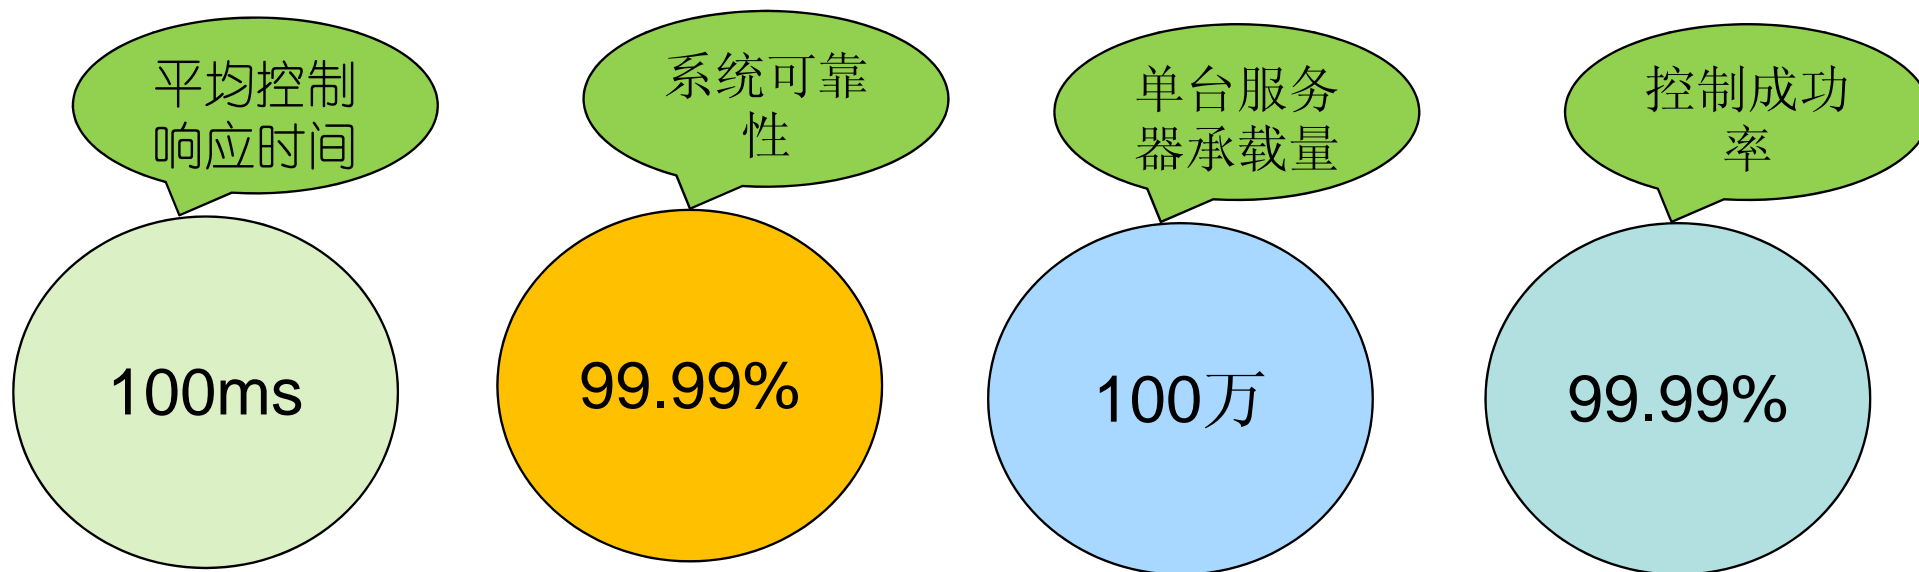 平均控制
响应时间
100ms
系统可靠
性
99.99%
单台服务
器承载量
100万
控制成功
率
99.99%